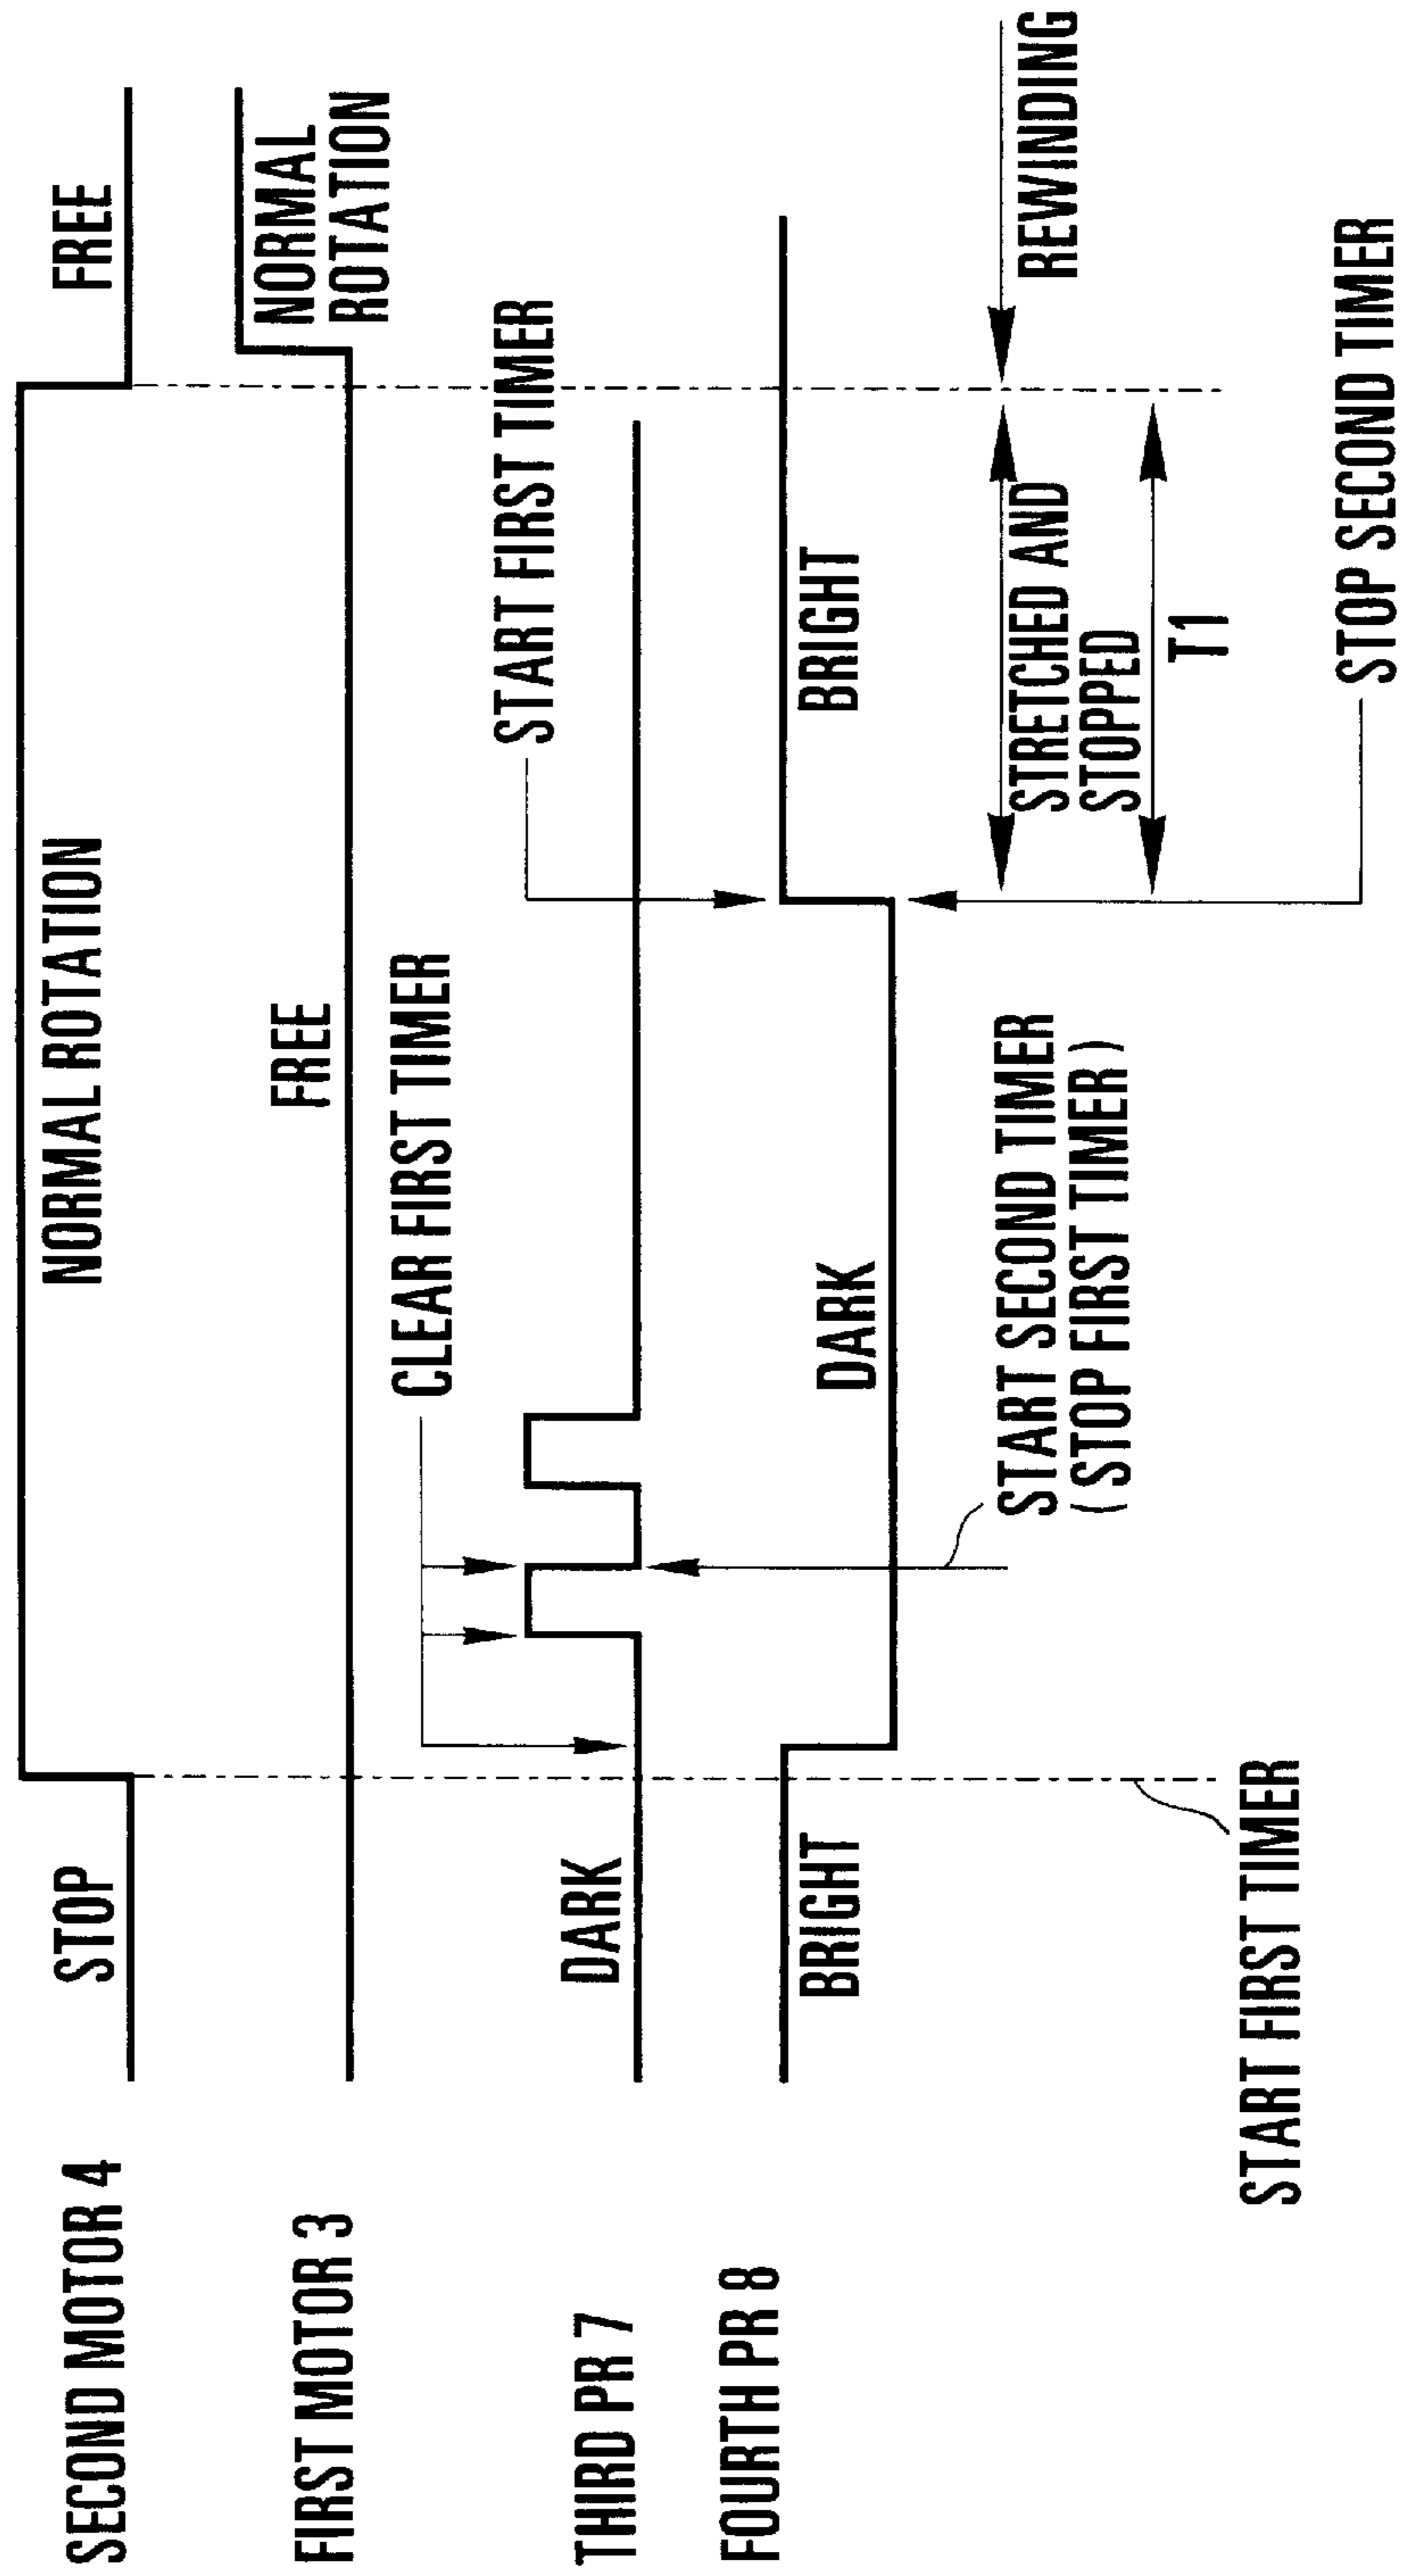 SECOND MOTOR 4
STOP
NORMAL ROTATION
FREE
FIRST MOTOR 3
FREE
NORMAL
ROTATION
CLEAR FIRST TIMER
START FIRST TIMER
THIRD PR 7
DARK
FOURTH PR 8
BRIGHT
DARK
BRIGHT
START SECOND TIMER
(STOP FIRST TIMER)
STRETCHED AND
STOPPED
REWINDING
T1
START FIRST TIMER
STOP SECOND TIMER